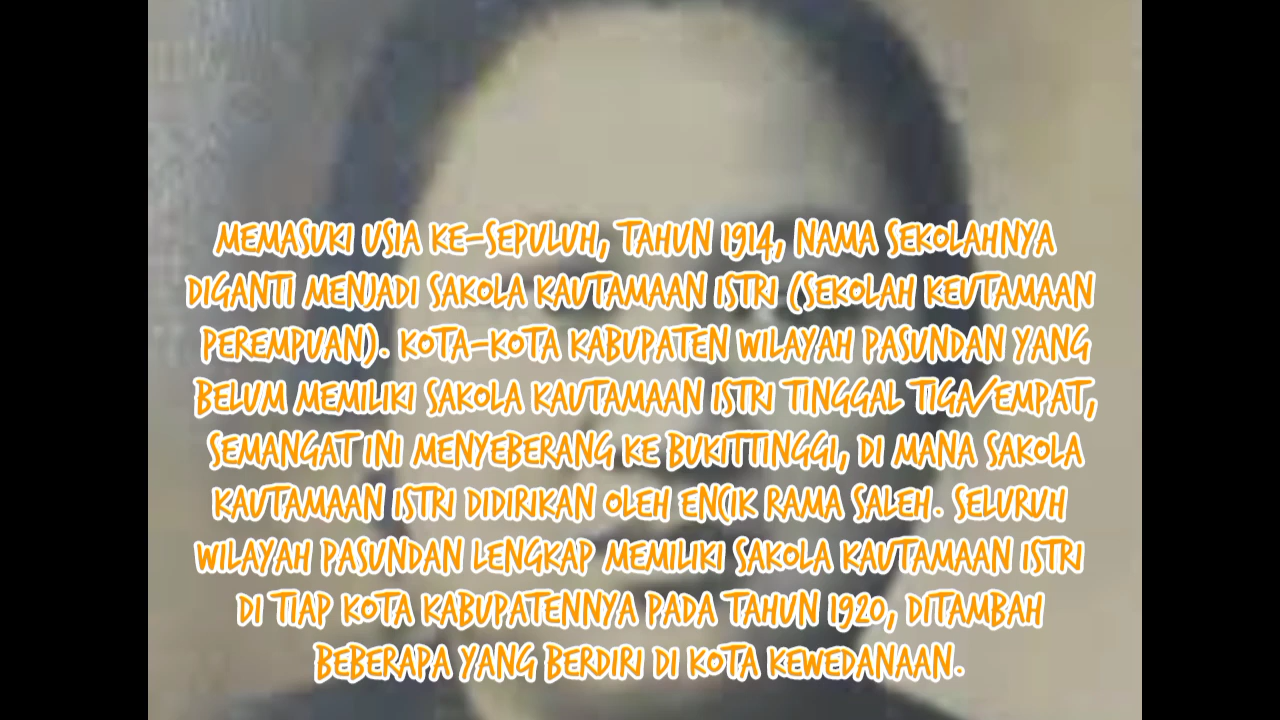 MEMASUKI USIA KE-SEPULUH, TAHUN 1914, NAMA SEKOLAHNYA
DIGANTI MENJADI SAKOLA KAUTAMAAN ISTRI (SEKOLAH KEUTAMAAN
PEREMPUAN). KOTA-KOTA KABUPATEN WILAYAH PASUNDAN YANG
BELUM MEMILIKI SAKOLA KAUTAMAAN ISTRI TINGGAL TIGA/EMPAT,
SEMANGAT INI MENYEBERANG KE BUKITTINGGI, DI MANA SAKOLA
KAUTAMAAN ISTRI DIDIRIKAN OLEH ENCIK RAMA SALEH. SELURUH
WILAYAH PASUNDAN LENGKAP MEMILIKI SAKOLA KAUTAMAAN ISTRI
DI TIAP KOTA KABUPATENNYA PADA TAHUN 1920, DITAMBAH
BEBERAPA YANG BERDIRI DI KOTA KEWEDANAAN.